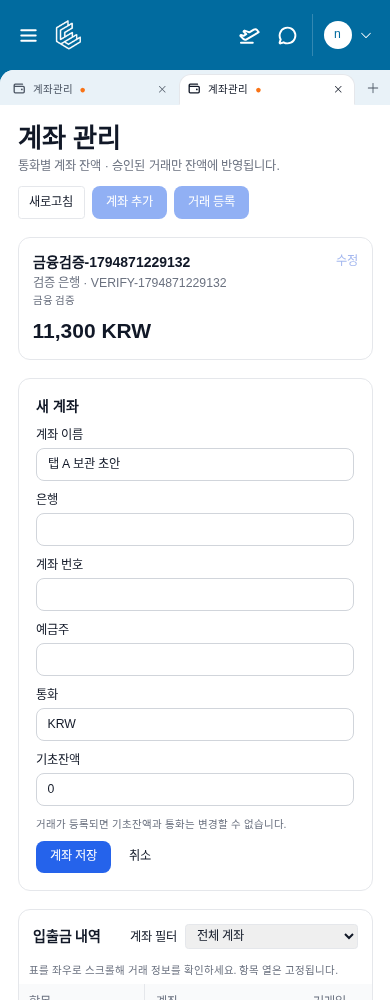 n
계좌관리
계좌관리
계좌 관리
통화별 계좌 잔액 · 승인된 거래만 잔액에 반영됩니다.
새로고침 계좌 추가 거래 등록
금융검증-1794871229132 수정
검증 은행 · VERIFY-1794871229132
금융 검증
11,300 KRW
새 계좌
계좌 이름
탭 A 보관 초안
은행
계좌 번호
예금주
통화
KRW
기초잔액
0
거래가 등록되면 기초잔액과 통화는 변경할 수 없습니다.
계좌 저장 취소
입출금 내역 계좌 필터 전체 계좌
표를 좌우로 스크롤해 거래 정보를 확인하세요. 항목 열은 고정됩니다.
항목 계좌 거래일